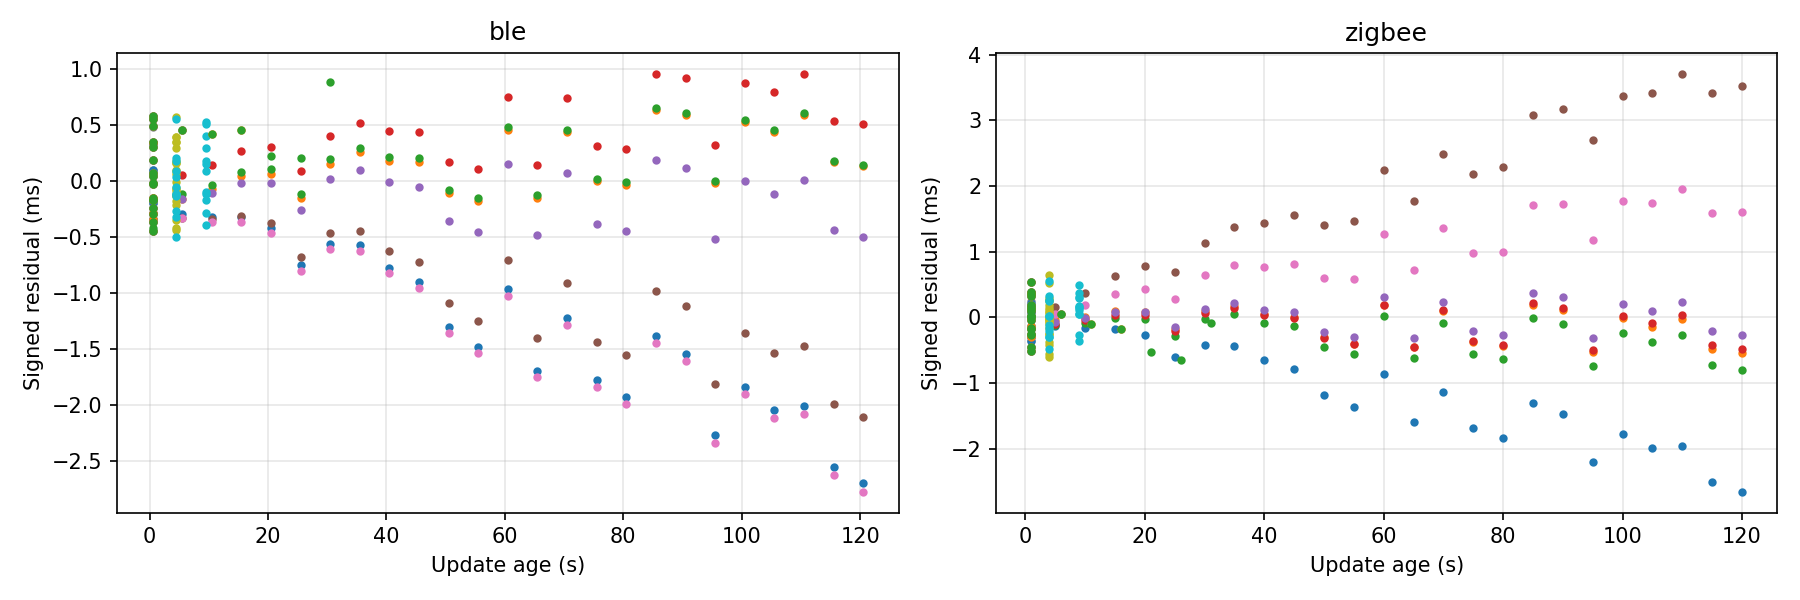 ble
Signed residual (ms)
1.0
0.5
0.0
−0.5
−1.0
−1.5
−2.0
−2.5
0 20 40 60 80 100 120
Update age (s)
zigbee
Signed residual (ms)
4
3
2
1
0
−1
−2
0 20 40 60 80 100 120
Update age (s)